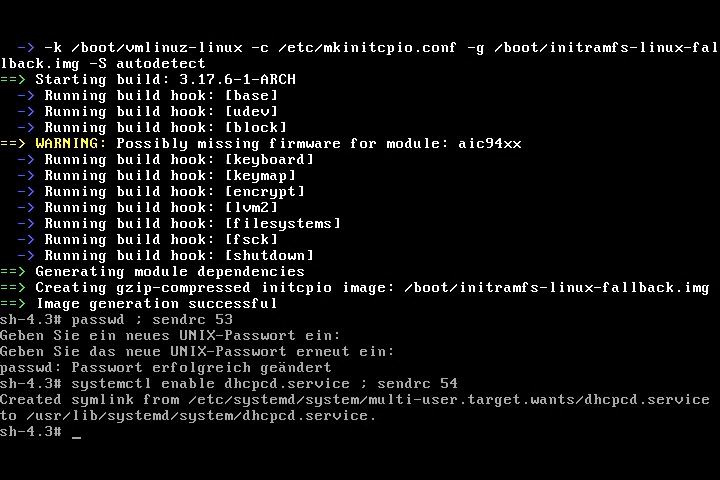 -> -k /boot/vmlinuz-linux -c /etc/mkinitcpio.conf -g /boot/initramfs-linux-fal
lback.img -S autodetect
==> Starting build: 3.17.6-1-ARCH
-> Running build hook: [base]
-> Running build hook: [udev]
-> Running build hook: [block]
==> WARNING: Possibly missing firmware for module: aic94xx
-> Running build hook: [keyboard]
-> Running build hook: [keymap]
-> Running build hook: [encrypt]
-> Running build hook: [lvm2]
-> Running build hook: [filesystems]
-> Running build hook: [fsck]
-> Running build hook: [shutdown]
==> Generating module dependencies
==> Creating gzip-compressed initcpio image: /boot/initramfs-linux-fallback.img
==> Image generation successful
sh-4.3# passwd ; sendrc 53
Geben Sie ein neues UNIX-Passwort ein:
Geben Sie das neue UNIX-Passwort erneut ein:
passwd: Passwort erfolgreich geändert
sh-4.3# systemctl enable dhcpcd.service ; sendrc 54
Created symlink from /etc/systemd/system/multi-user.target.wants/dhcpcd.service
to /usr/lib/systemd/system/dhcpcd.service.
sh-4.3# _